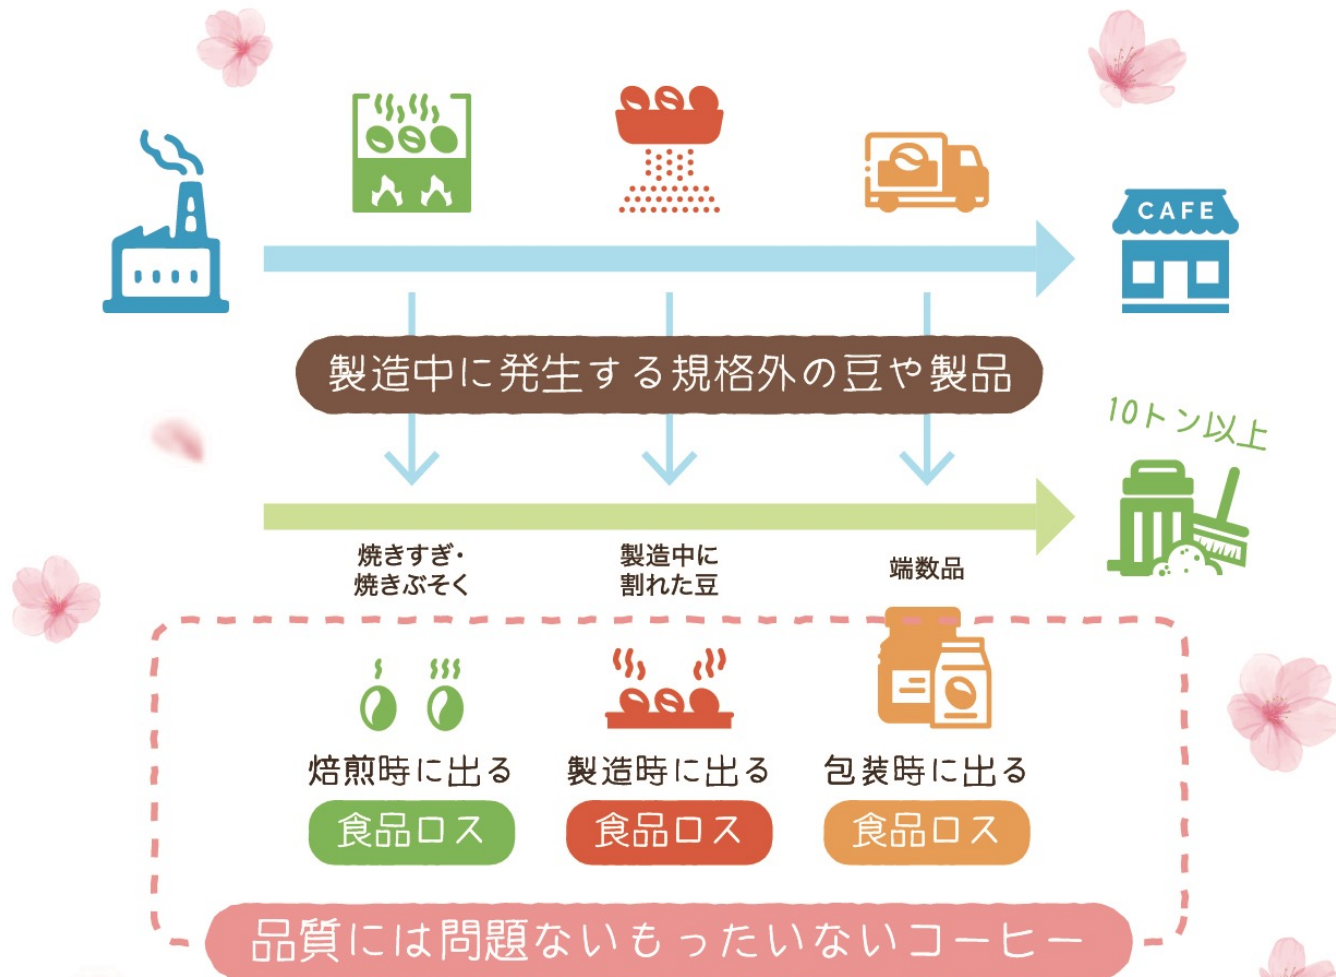 CAFE
製造中に発生する規格外の豆や製品
10トン以上
焼きすぎ・
焼きぶそく
製造中に
割れた豆
端数品
焙煎時に出る
食品ロス
製造時に出る
食品ロス
包装時に出る
食品ロス
品質には問題ないもったいないコーヒー